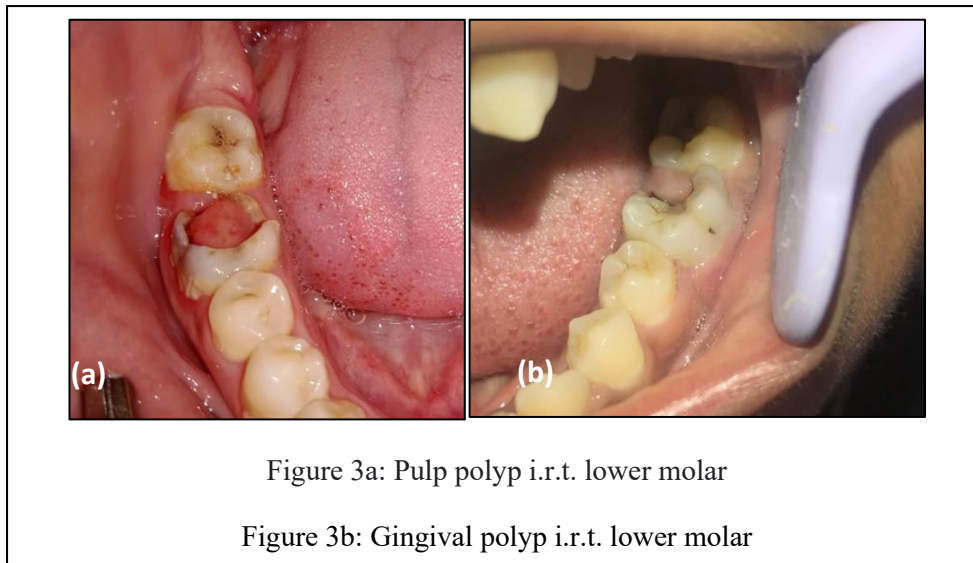 (a)
(b)
Figure 3a: Pulp polyp i.r.t. lower molar
Figure 3b: Gingival polyp i.r.t. lower molar